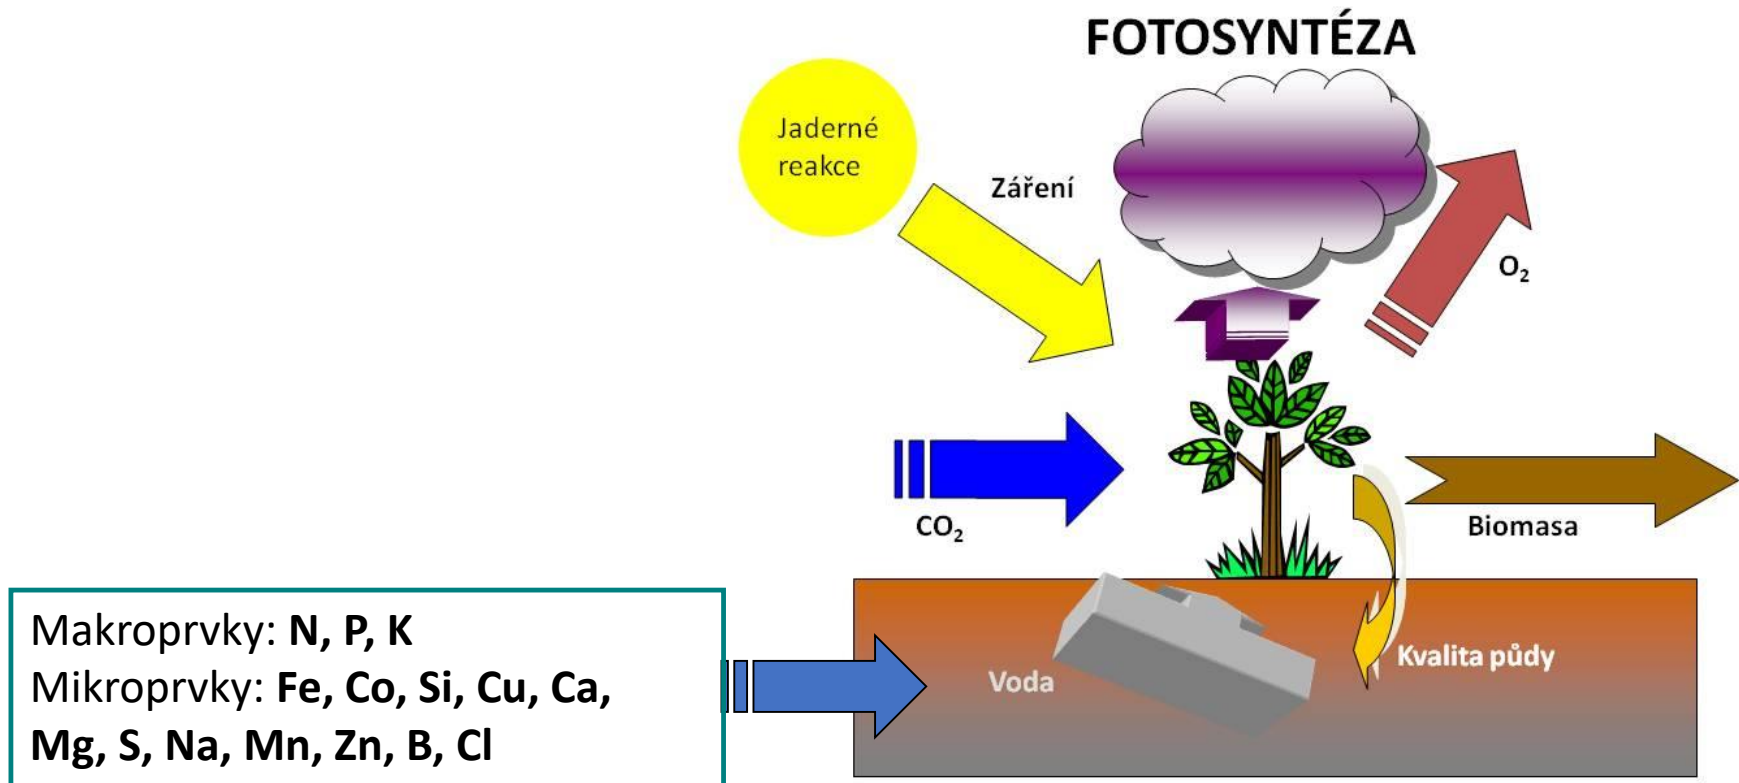 FOTOSYNTÉZA
Jaderné
reakce
Záření
O₂
CO₂
Biomasa
Makroprvky: N, P, K
Mikroprvky: Fe, Co, Si, Cu, Ca,
Mg, S, Na, Mn, Zn, B, Cl
Voda
Kvalita půdy